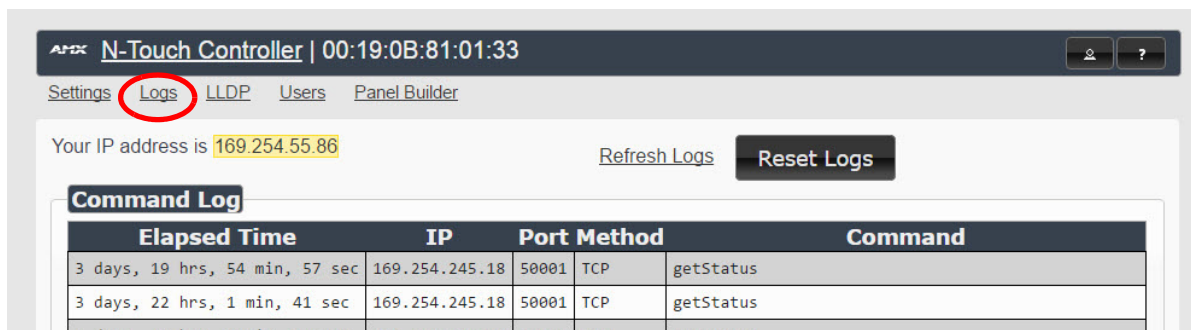 AMX N-Touch Controller | 00:19:0B:81:01:33 ?
Settings Logs LLDP Users Panel Builder
Your IP address is 169.254.55.86 Refresh Logs Reset Logs
Command Log
Elapsed Time IP Port Method Command
3 days, 19 hrs, 54 min, 57 sec 169.254.245.18 50001 TCP getStatus
3 days, 22 hrs, 1 min, 41 sec 169.254.245.18 50001 TCP getStatus